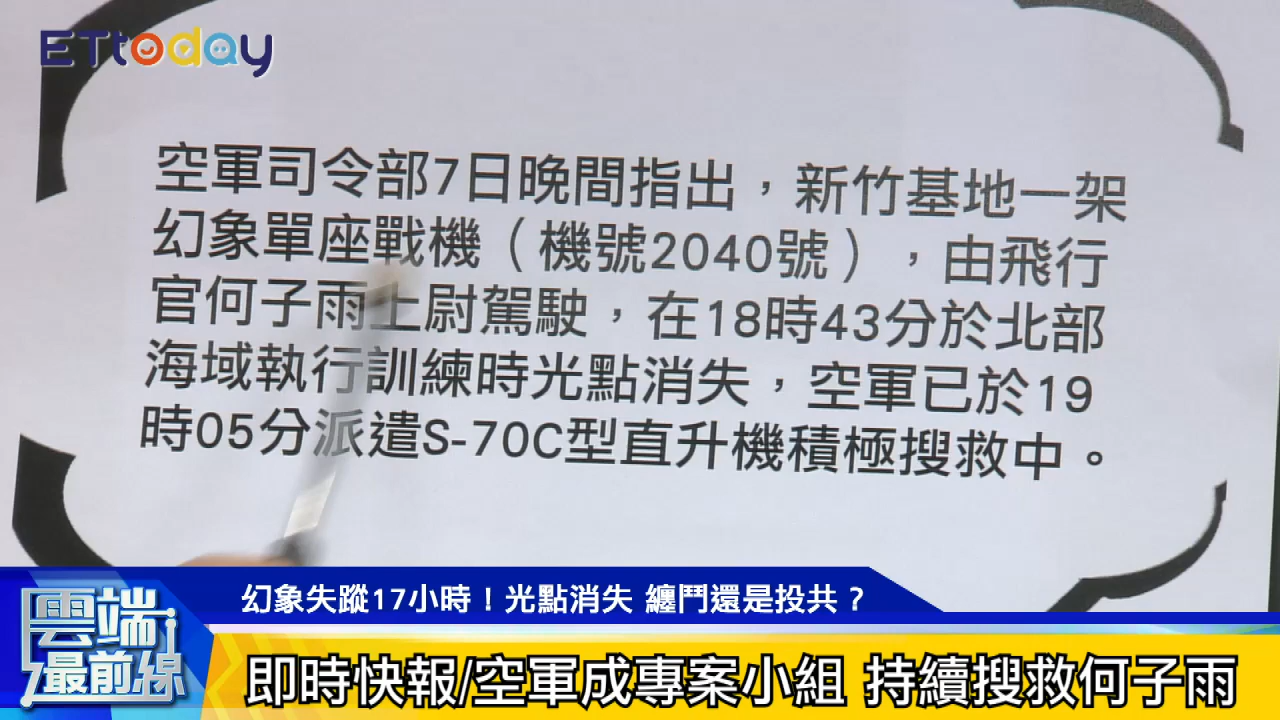 ETtoday
空軍司令部7日晚間指出，新竹基地一架
幻象單座戰機（機號2040號），由飛行
官何子雨上尉駕駛，在18時43分於北部
海域執行訓練時光點消失，空軍已於19
時05分派遣S-70C型直升機積極搜救中。
幻象失蹤17小時！光點消失 纏鬥還是投共？
雲端
最前線
即時快報/空軍成專案小組 持續搜救何子雨